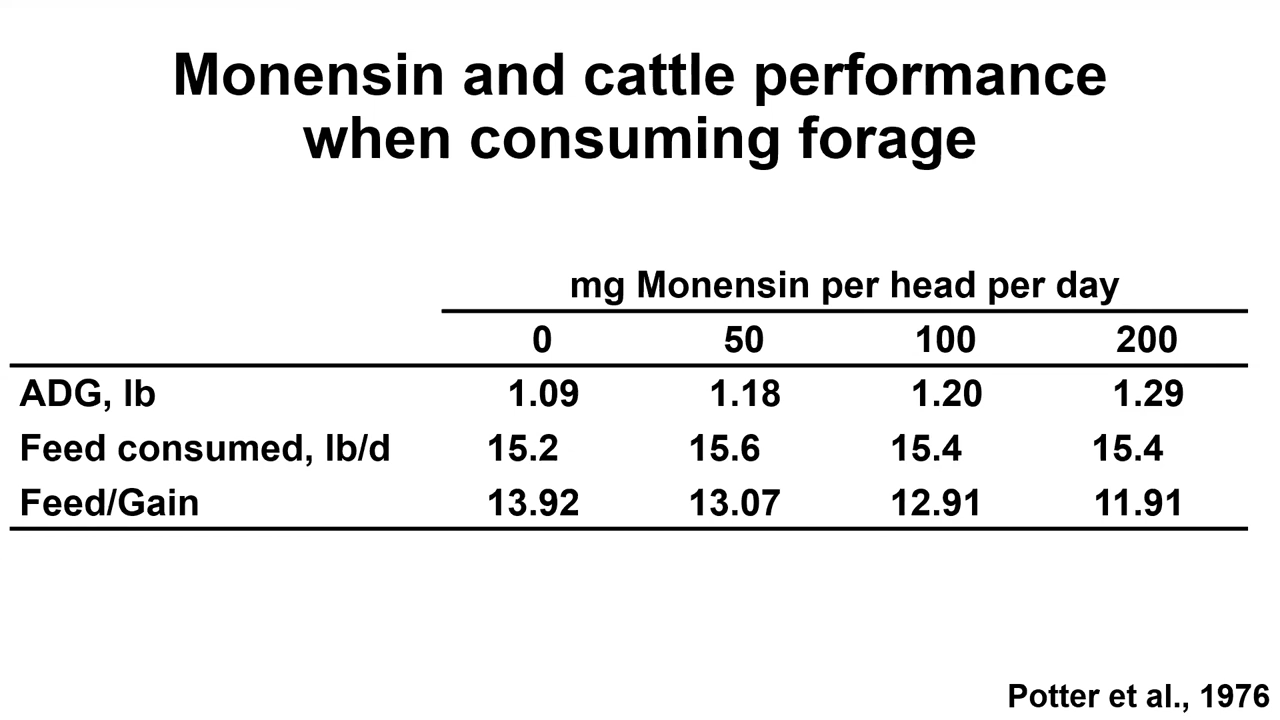 Monensin and cattle performance
when consuming forage
mg Monensin per head per day
0 50 100 200
ADG, lb 1.09 1.18 1.20 1.29
Feed consumed, lb/d 15.2 15.6 15.4 15.4
Feed/Gain 13.92 13.07 12.91 11.91
Potter et al., 1976